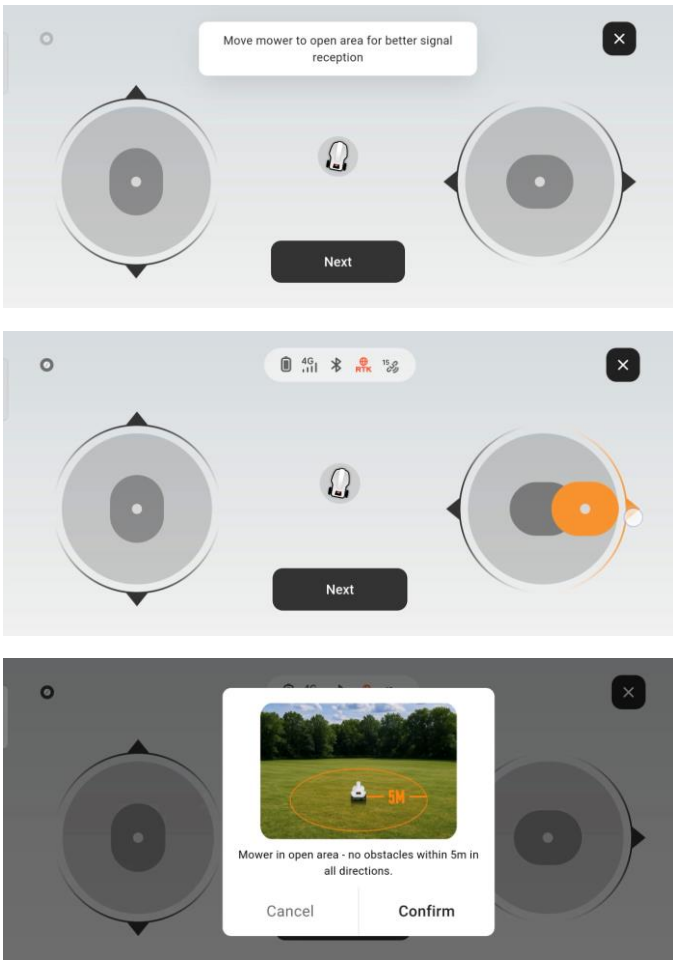 Move mower to open area for better signal
reception
Next
4G
RTK
15
Next
5M
Mower in open area - no obstacles within 5m in
all directions.
Cancel
Confirm